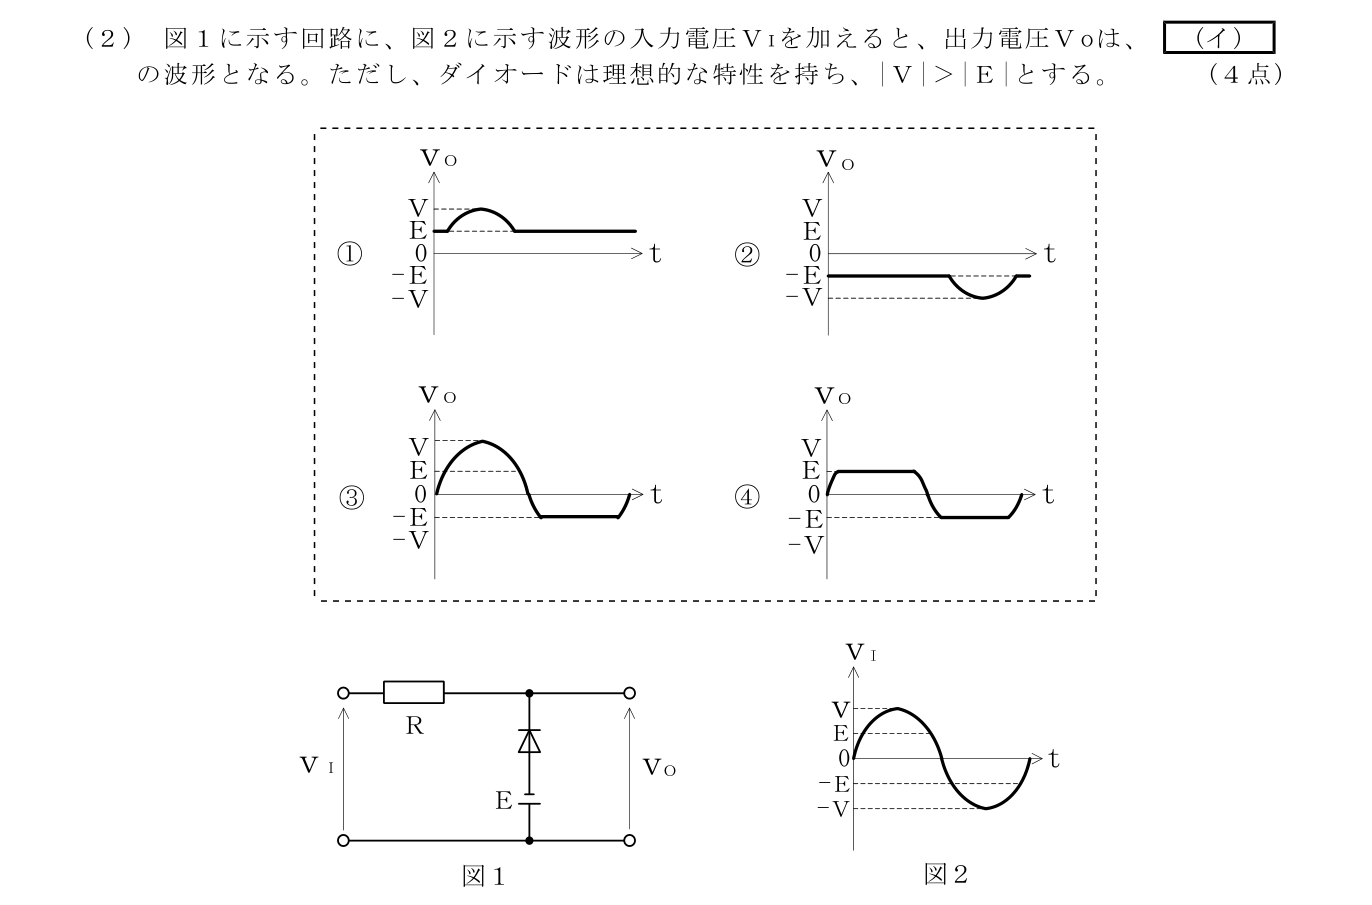 (２)　図１に示す回路に、図２に示す波形の入力電圧ＶIを加えると、出力電圧Ｖoは、 (イ)
の波形となる。ただし、ダイオードは理想的な特性を持ち、|Ｖ|＞|Ｅ|とする。 (４点)
VO VO
V V
E E
① 0 t ② 0 t
−E −E
−V −V
VO VO
V V
E E
③ 0 t ④ 0 t
−E −E
−V −V
VI
V
R E
VI VO 0 t
E −E
−V
図１ 図２